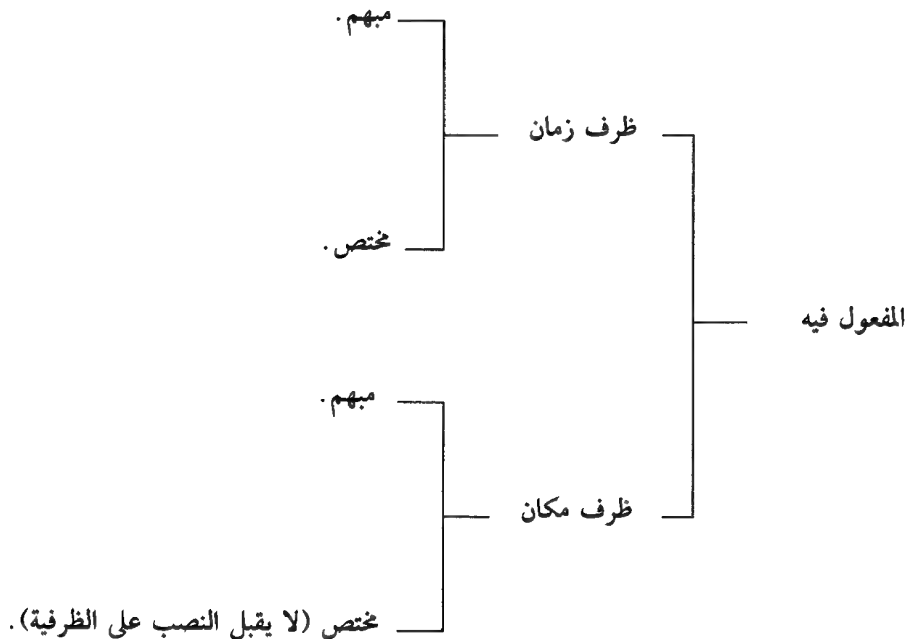 مبهم.
ظرف زمان
مختص.
المفعول فيه
مبهم.
ظرف مكان
مختص (لا يقبل النصب على الظرفية).